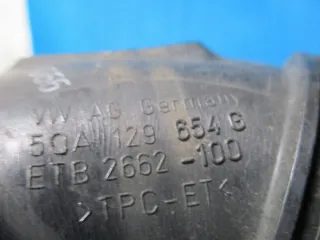 VW AG Germany
5QA 129 654 G
ETB 2662-100
>TPC-ET<